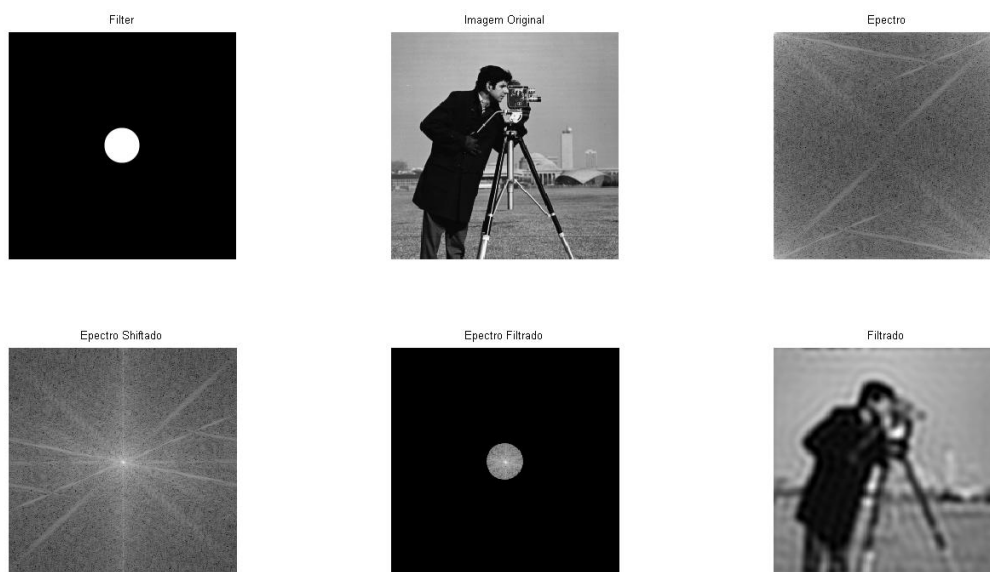 Filter
Imagem Original
Epectro
Epectro Shiftado
Epectro Filtrado
Filtrado